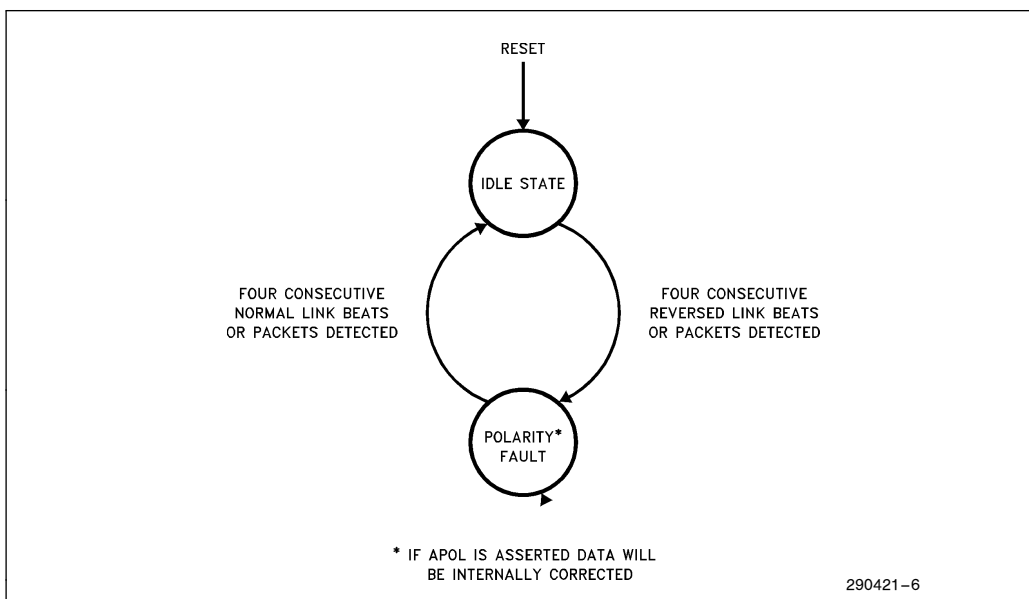 RESET
IDLE STATE
FOUR CONSECUTIVE
NORMAL LINK BEATS
OR PACKETS DETECTED
FOUR CONSECUTIVE
REVERSED LINK BEATS
OR PACKETS DETECTED
POLARITY*
FAULT
* IF APOL IS ASSERTED DATA WILL
BE INTERNALLY CORRECTED
290421–6